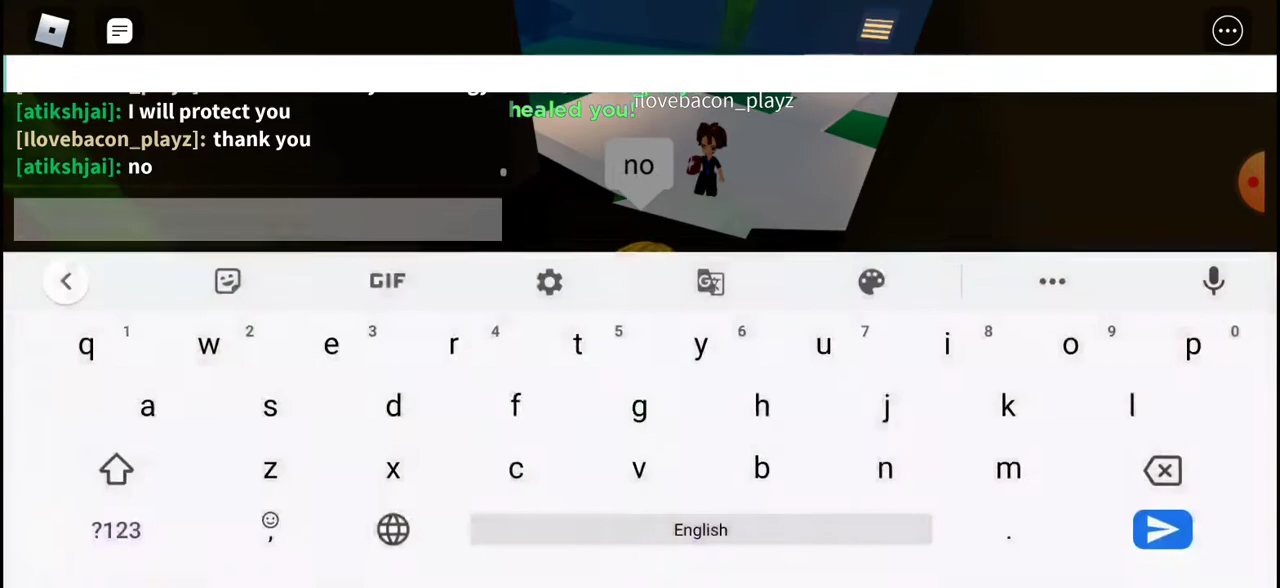 [atikshjai]: I will protect you
[Ilovebacon_playz]: thank you
[atikshjai]: no
healed you!
Ilovebacon_playz
no
GIF
q 1 w 2 e 3 r 4 t 5 y 6 u 7 i 8 o 9 p 0
a s d f g h j k l
z x c v b n m
?123 , English .